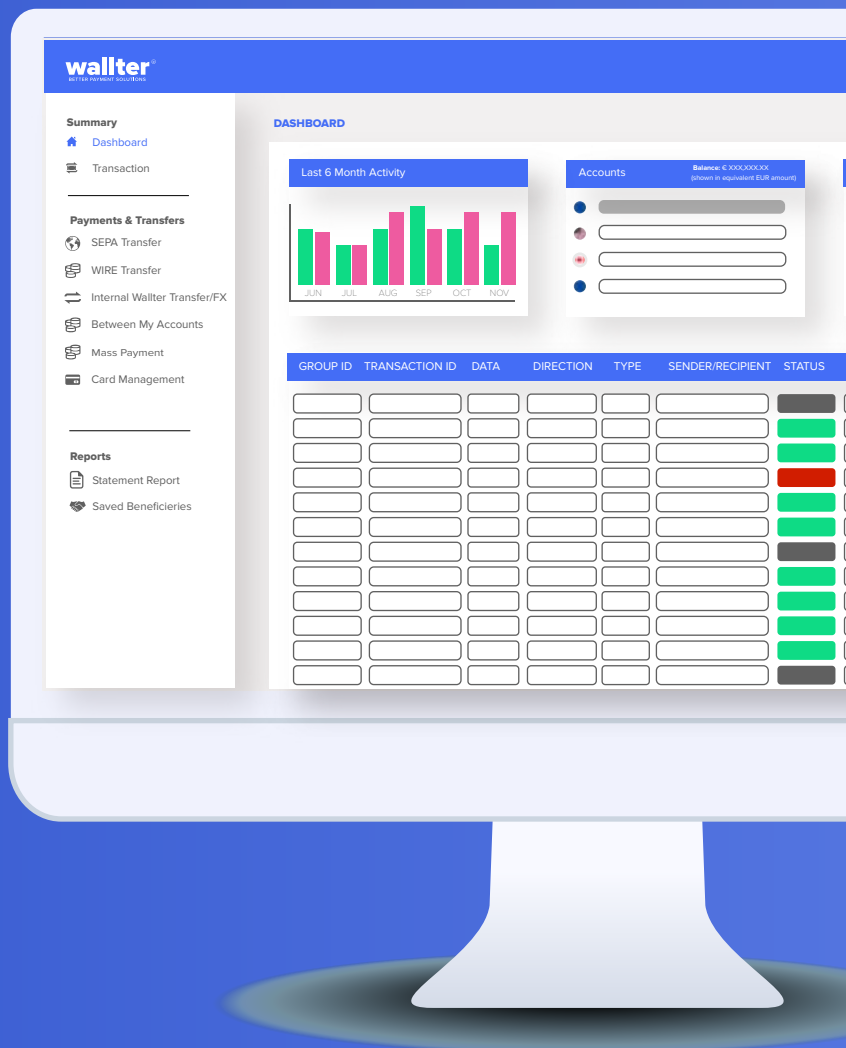 wallter®
BETTER PAYMENT SOLUTIONS
Summary
Dashboard
Transaction
Payments & Transfers
SEPA Transfer
WIRE Transfer
Internal Wallter Transfer/FX
Between My Accounts
Mass Payment
Card Management
Reports
Statement Report
Saved Beneficieries
DASHBOARD
Last 6 Month Activity
JUN JUL AUG SEP OCT NOV
Accounts
Balance: € XXX,XXX.XX
(shown in equivalent EUR amount)
GROUP ID TRANSACTION ID DATA DIRECTION TYPE SENDER/RECIPIENT STATUS